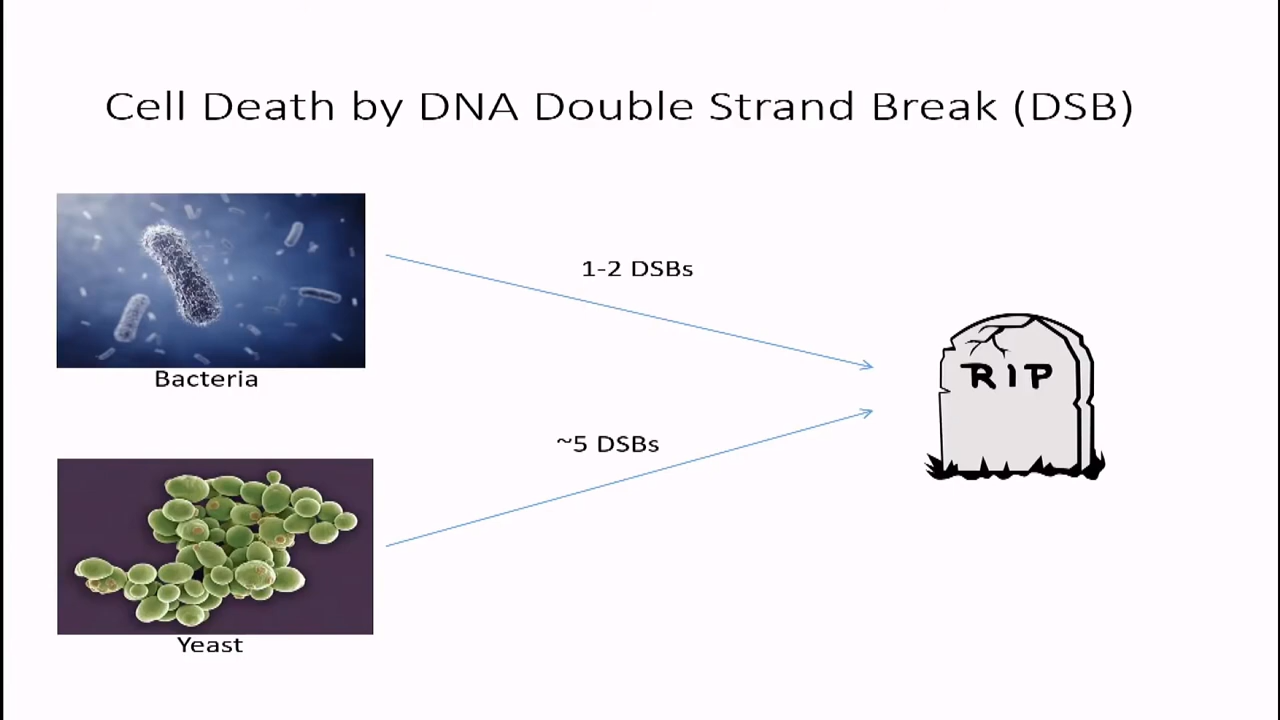 Cell Death by DNA Double Strand Break (DSB)
1-2 DSBs
RIP
Bacteria
~5 DSBs
Yeast